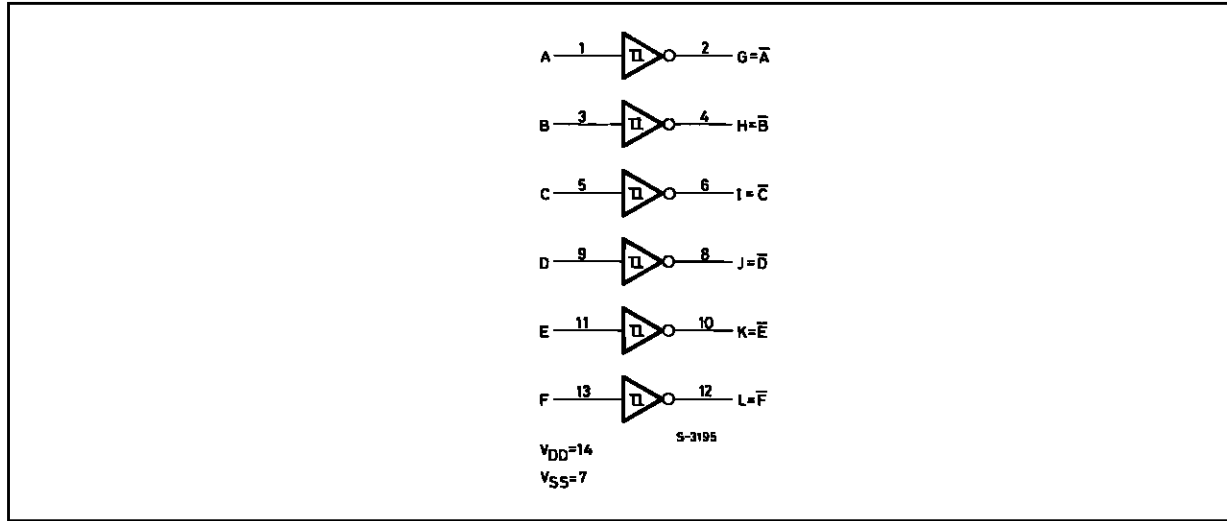 A 1 2 G=A̅
B 3 4 H=B̅
C 5 6 I=C̅
D 9 8 J=D̅
E 11 10 K=E̅
F 13 12 L=F̅
S-3195
VDD=14
VSS=7